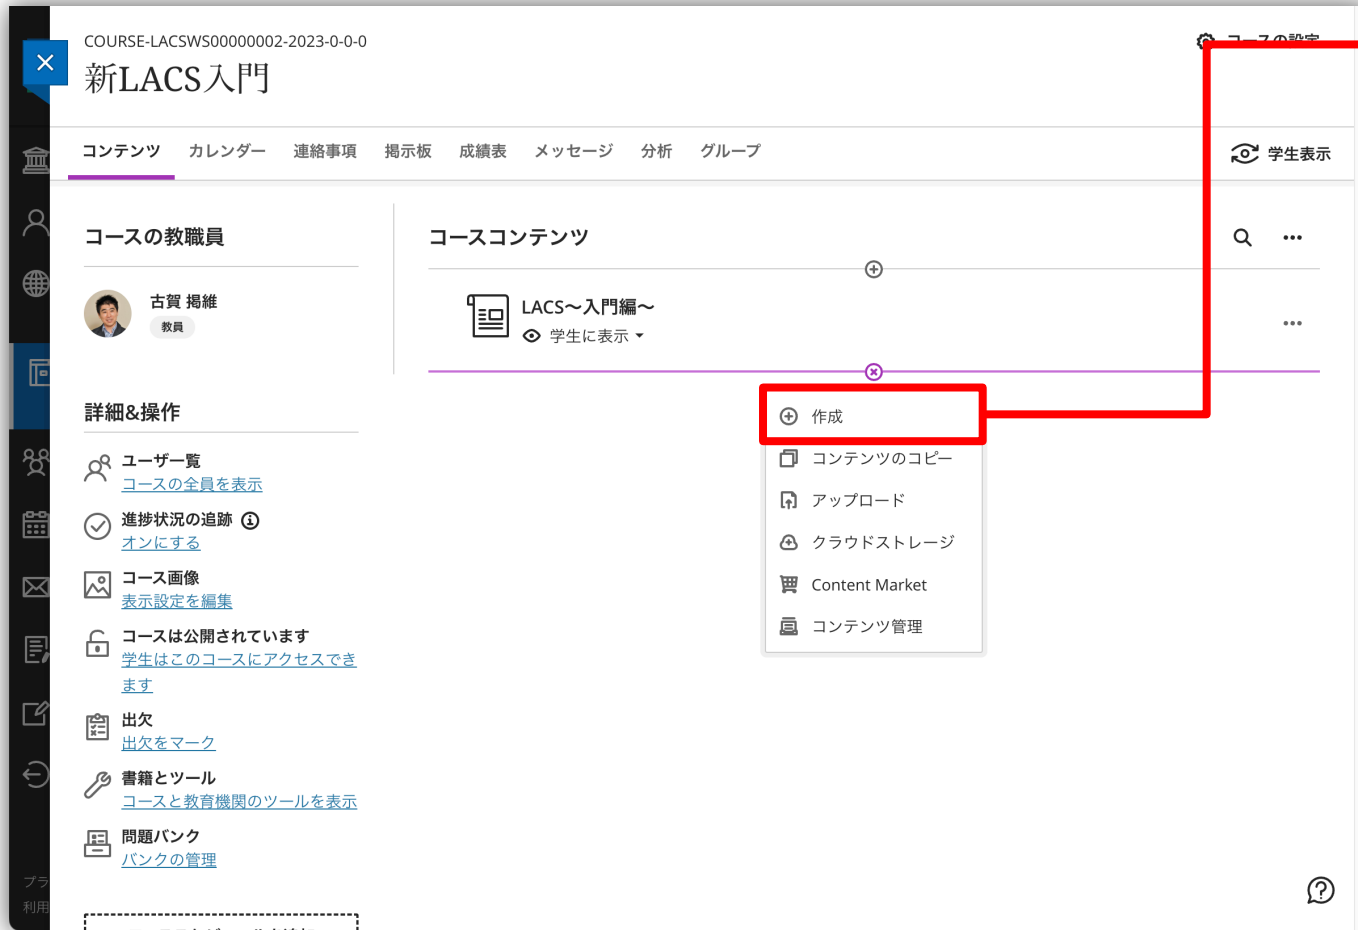 COURSE-LACSWS00000002-2023-0-0-0
コースの設定
新LACS入門
コンテンツ
カレンダー
連絡事項
掲示板
成績表
メッセージ
分析
グループ
学生表示
コースの教職員
古賀 掲維
教員
詳細&操作
ユーザ一覧
コースの全員を表示
進捗状況の追跡
オンにする
コース画像
表示設定を編集
コースは公開されています
学生はこのコースにアクセスでき
ます
出欠
出欠をマーク
書籍とツール
コースと教育機関のツールを表示
問題バンク
バンクの管理
コースコンテンツ
LACS〜入門編〜
学生に表示
作成
コンテンツのコピー
アップロード
クラウドストレージ
Content Market
コンテンツ管理
プラ
利用